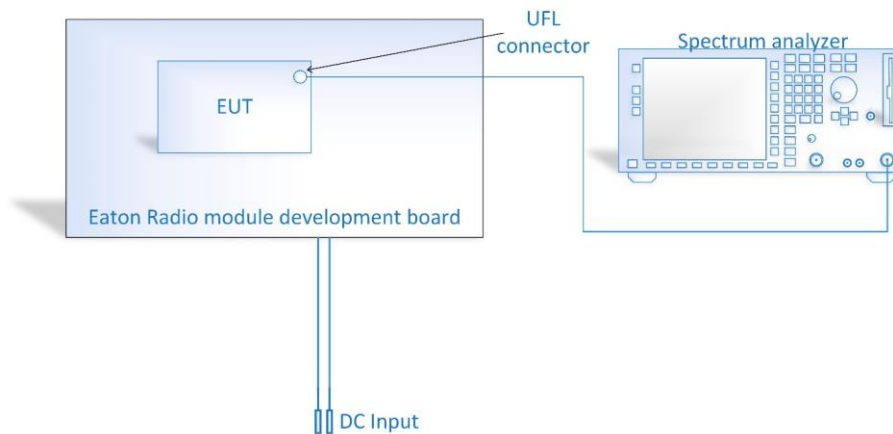 UFL
connector
Spectrum analyzer
EUT
Eaton Radio module development board
DC Input